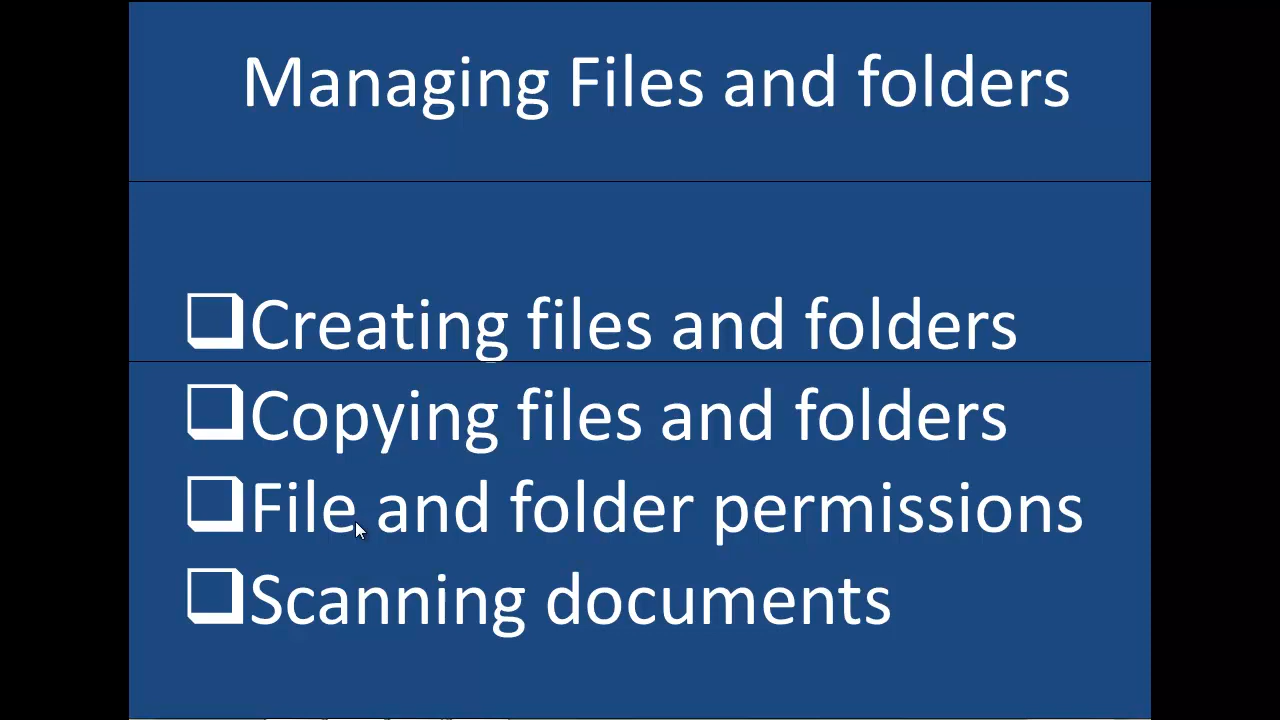 Managing Files and folders
❑Creating files and folders
❑Copying files and folders
❑File and folder permissions
❑Scanning documents